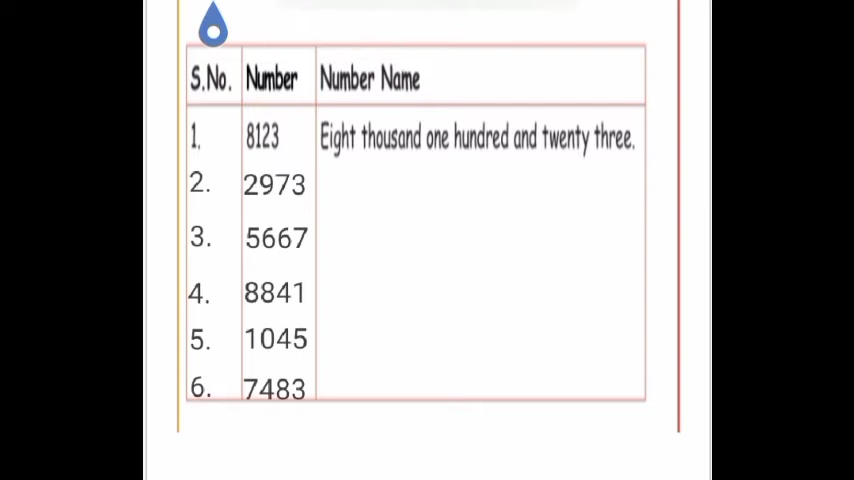 S.No. Number Number Name
1. 8123 Eight thousand one hundred and twenty three.
2. 2973
3. 5667
4. 8841
5. 1045
6. 7483